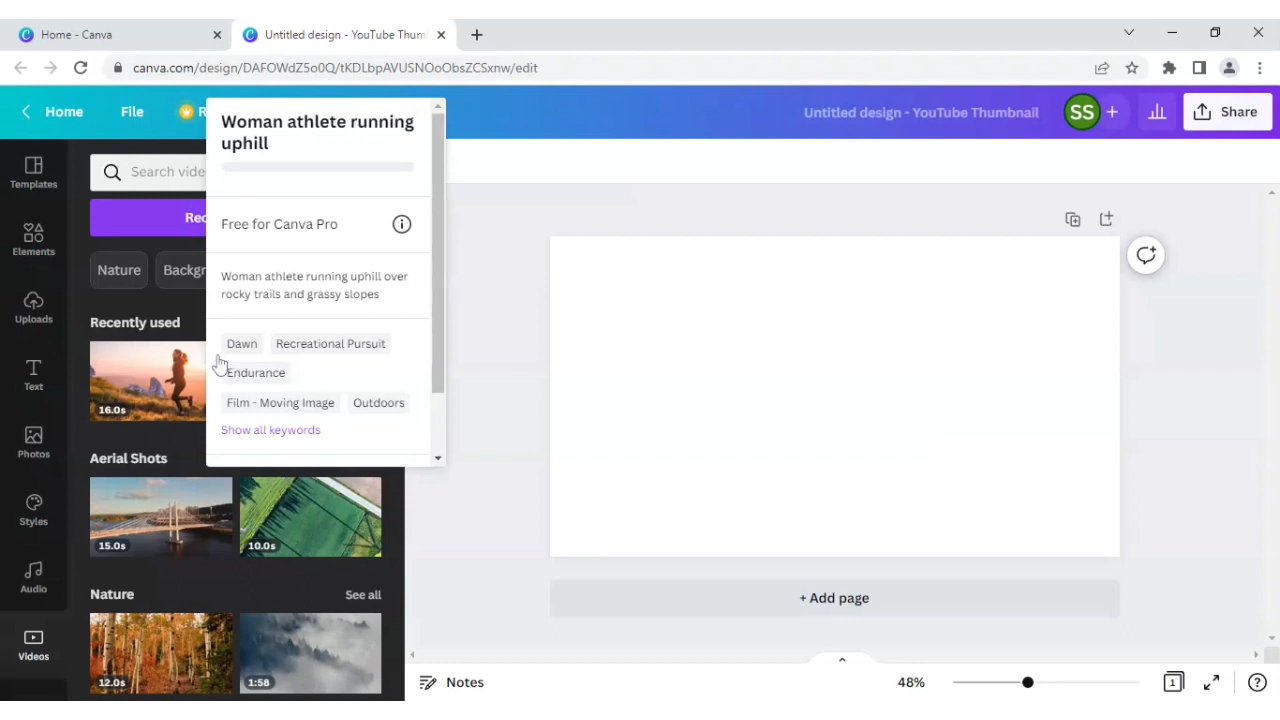 Home - Canva
Untitled design - YouTube Thum
canva.com/design/DAFOWdZ5o0Q/tKDLbpAVUSNOoObsZCSxnw/edit
Home
File
R
Untitled design - YouTube Thumbnail
SS
Share
Templates
Elements
Uploads
Text
Photos
Styles
Audio
Videos
Search vide
Rec
Nature
Backgr
Recently used
16.0s
Aerial Shots
15.0s
10.0s
Nature
See all
12.0s
1:58
Woman athlete running
uphill
Free for Canva Pro
Woman athlete running uphill over
rocky trails and grassy slopes
Dawn
Recreational Pursuit
Endurance
Film - Moving Image
Outdoors
Show all keywords
+ Add page
Notes
48%
1